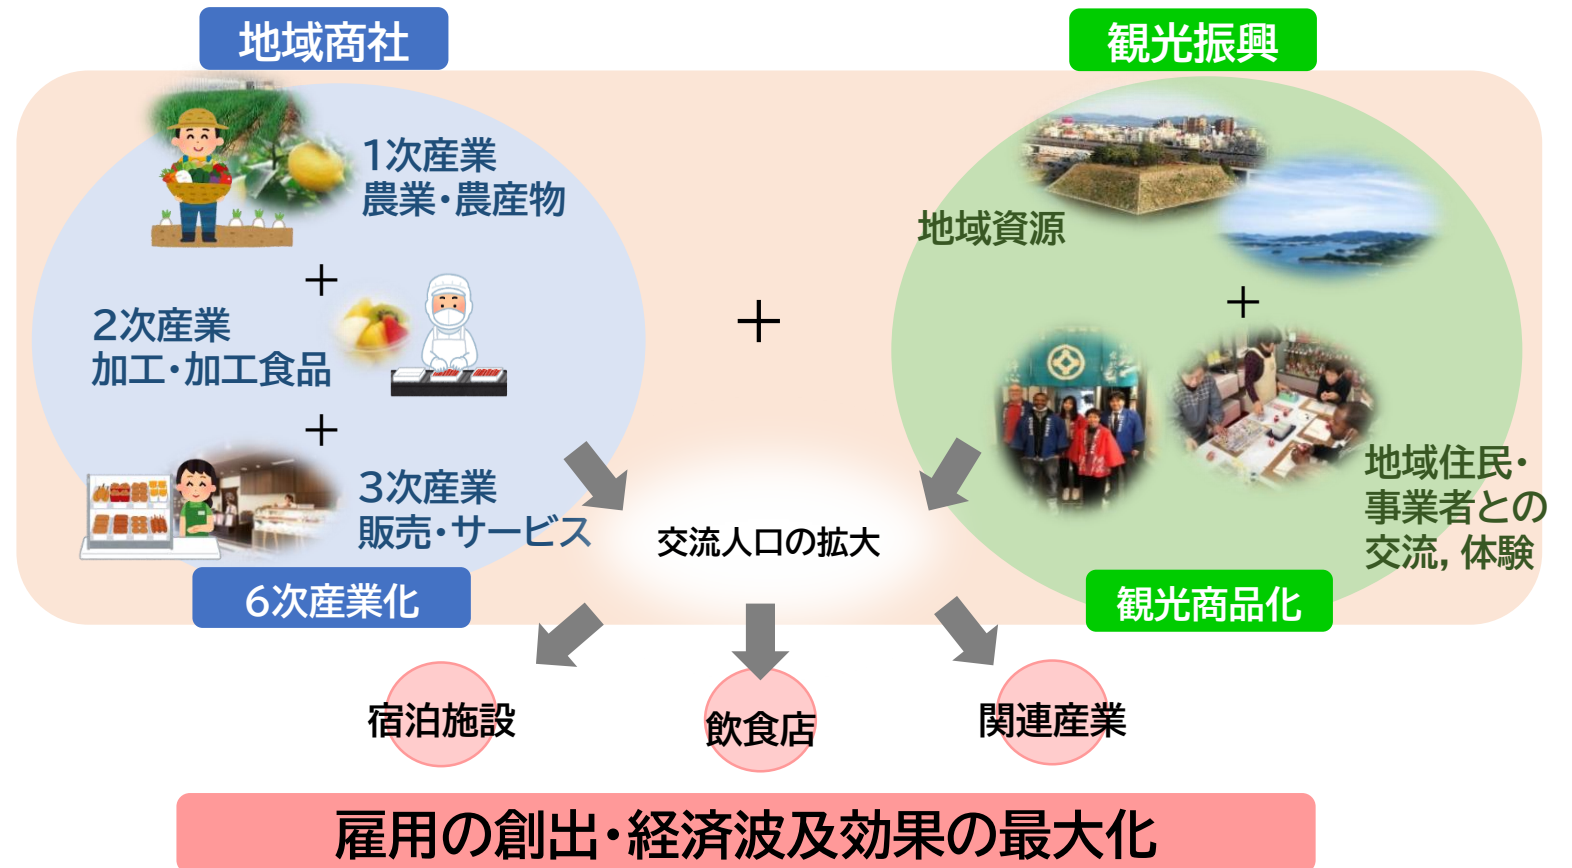 地域商社
観光振興
1次産業
農業・農産物
+
2次産業
加工・加工食品
+
3次産業
販売・サービス
6次産業化
+
地域資源
+
地域住民・
事業者との
交流, 体験
観光商品化
交流人口の拡大
宿泊施設
飲食店
関連産業
雇用の創出・経済波及効果の最大化